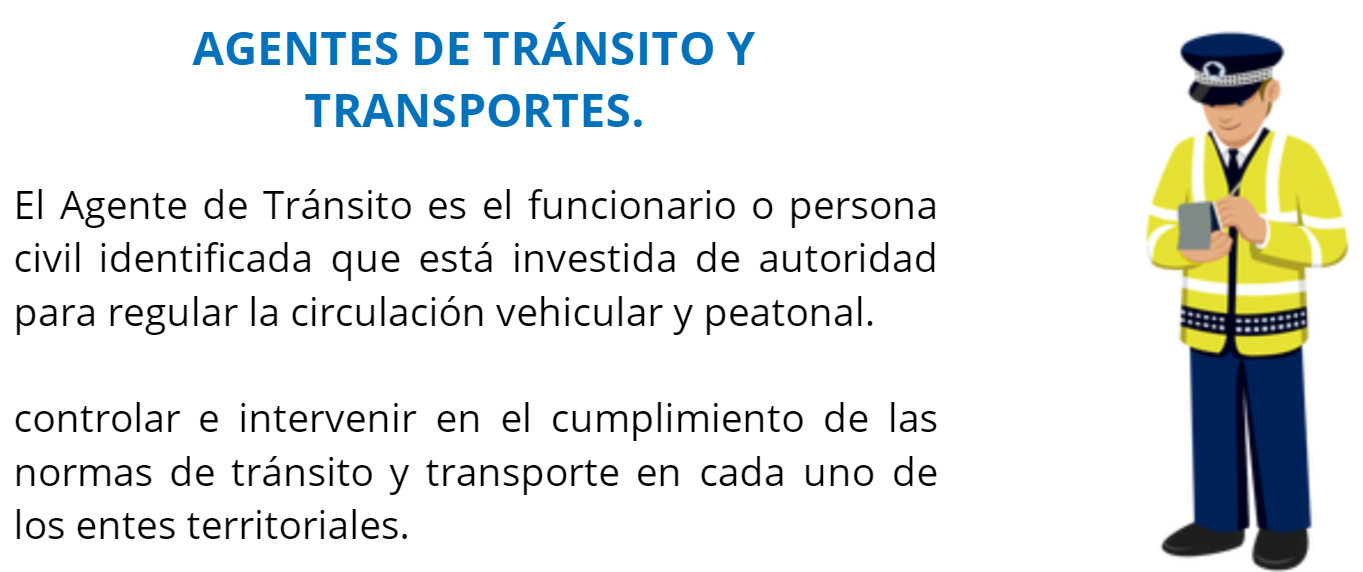 AGENTES DE TRÁNSITO Y
TRANSPORTES.
El Agente de Tránsito es el funcionario o persona
civil identificada que está investida de autoridad
para regular la circulación vehicular y peatonal.
controlar e intervenir en el cumplimiento de las
normas de tránsito y transporte en cada uno de
los entes territoriales.